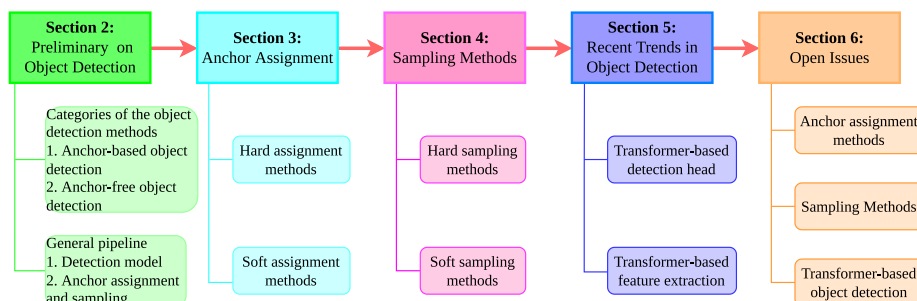 Section 2:
Preliminary on
Object Detection
Section 3:
Anchor Assignment
Section 4:
Sampling Methods
Section 5:
Recent Trends in
Object Detection
Section 6:
Open Issues
Categories of the object
detection methods
1. Anchor-based object
detection
2. Anchor-free object
detection
General pipeline
1. Detection model
2. Anchor assignment
and sampling
Hard assignment
methods
Soft assignment
methods
Hard sampling
methods
Soft sampling
methods
Transformer-based
detection head
Transformer-based
feature extraction
Anchor assignment
methods
Sampling Methods
Transformer-based
object detection